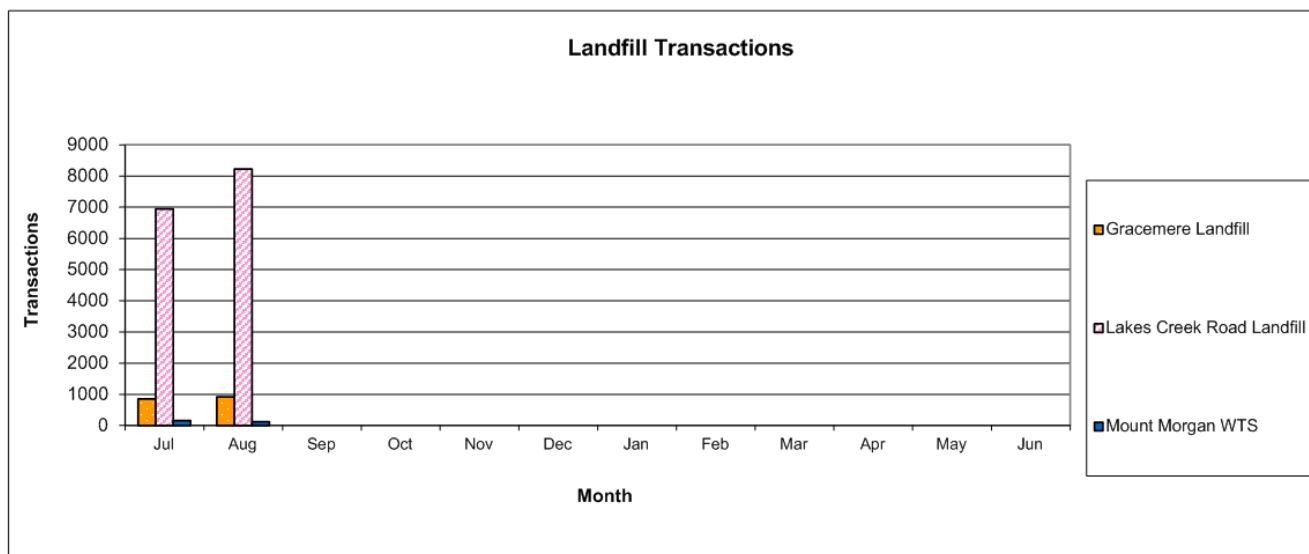 Landfill Transactions
9000
8000
7000
6000
5000
4000
3000
2000
1000
0
Transactions
Jul Aug Sep Oct Nov Dec Jan Feb Mar Apr May Jun
Month
Gracemere Landfill
Lakes Creek Road Landfill
Mount Morgan WTS